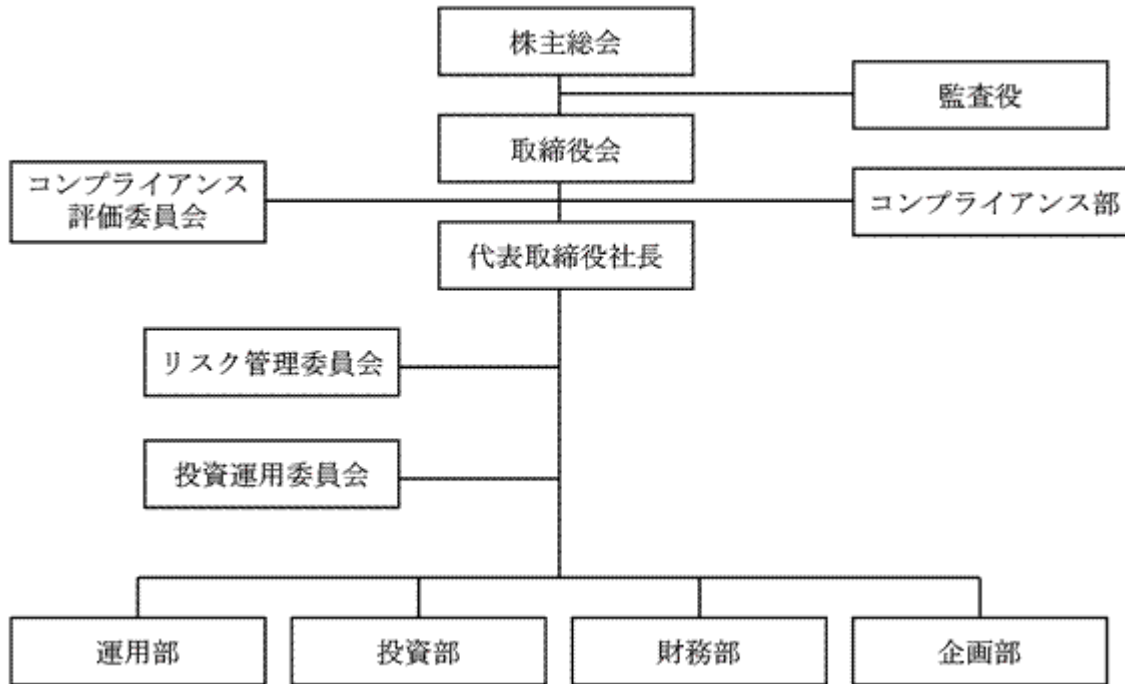 株主総会
監査役
取締役会
コンプライアンス
評価委員会
コンプライアンス部
代表取締役社長
リスク管理委員会
投資運用委員会
運用部
投資部
財務部
企画部